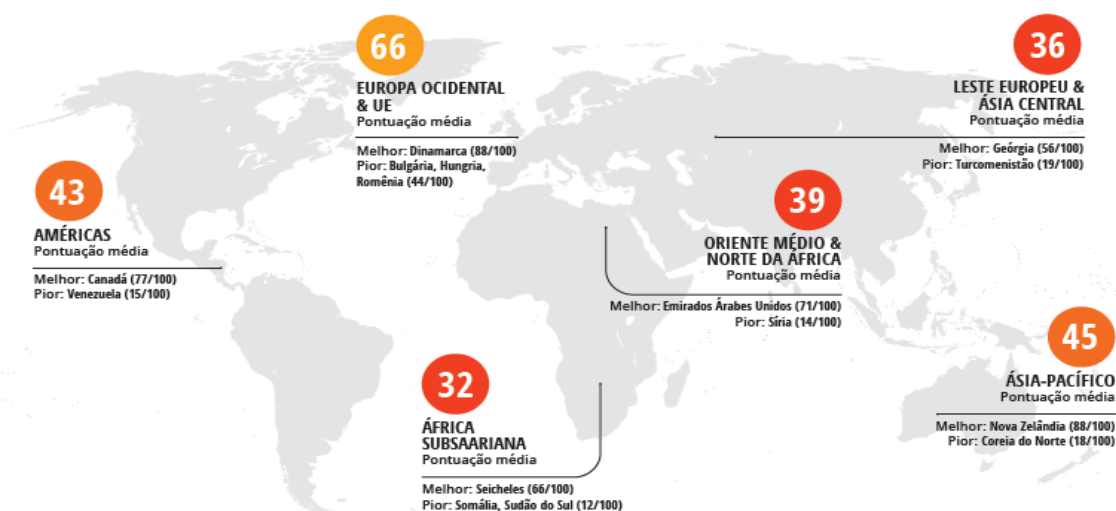 66
EUROPA OCIDENTAL
& UE
Pontuação média
Melhor: Dinamarca (88/100)
Pior: Bulgária, Hungria,
Romênia (44/100)
36
LESTE EUROPEU &
ÁSIA CENTRAL
Pontuação média
Melhor: Geórgia (56/100)
Pior: Turcomenistão (19/100)
43
AMÉRICAS
Pontuação média
Melhor: Canadá (77/100)
Pior: Venezuela (15/100)
39
ORIENTE MÉDIO &
NORTE DA ÁFRICA
Pontuação média
Melhor: Emirados Árabes Unidos (71/100)
Pior: Síria (14/100)
45
ÁSIA-PACÍFICO
Pontuação média
Melhor: Nova Zelândia (88/100)
Pior: Coreia do Norte (18/100)
32
ÁFRICA
SUBSAARIANA
Pontuação média
Melhor: Seicheles (66/100)
Pior: Somália, Sudão do Sul (12/100)